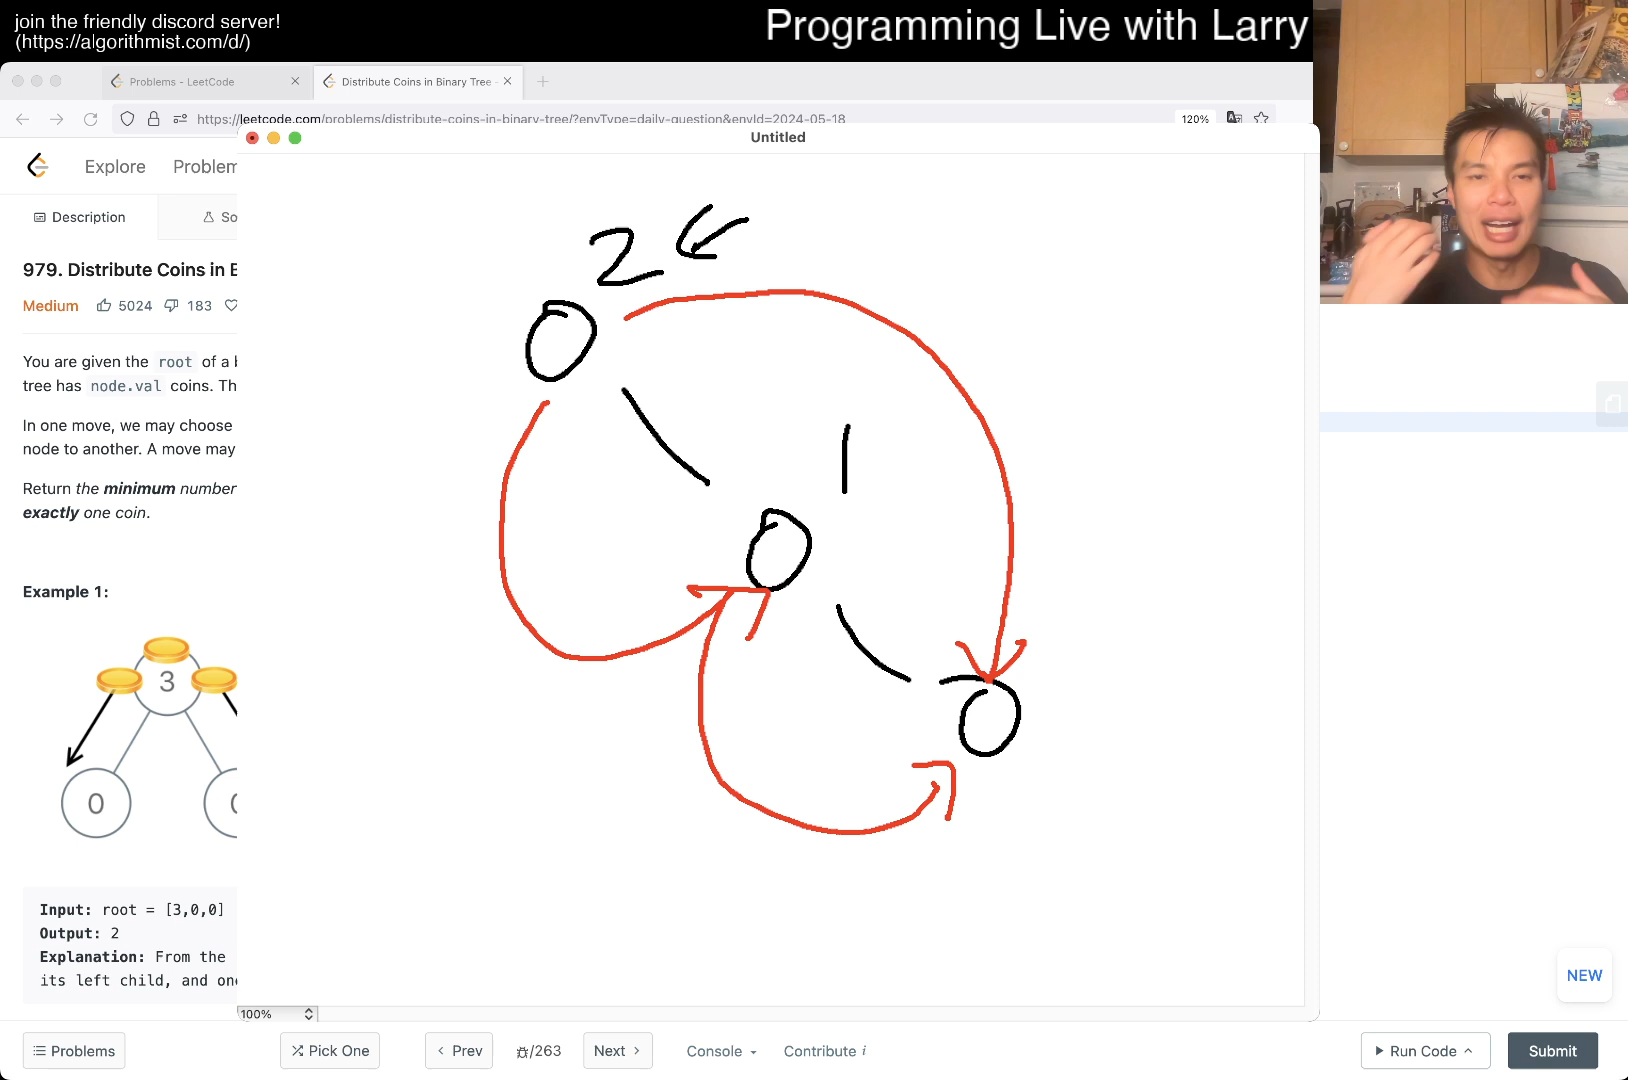 join the friendly discord server!
(https://algorithmist.com/d/)
Programming Live with Larry
Problems - LeetCode
Distribute Coins in Binary Tree -
https://leetcode.com/problems/distribute-coins-in-binary-tree/?envType=daily-question&envId=2024-05-18
120%
Untitled
Explore
Problem
Description
So
979. Distribute Coins in B
Medium
5024
183
You are given the root of a b
tree has node.val coins. Th
In one move, we may choose
node to another. A move may
Return the minimum number
exactly one coin.
Example 1:
3
0
Input: root = [3,0,0]
Output: 2
Explanation: From the
its left child, and one
2
1
100%
NEW
Problems
Pick One
Prev
/263
Next
Console
Contribute i
Run Code
Submit